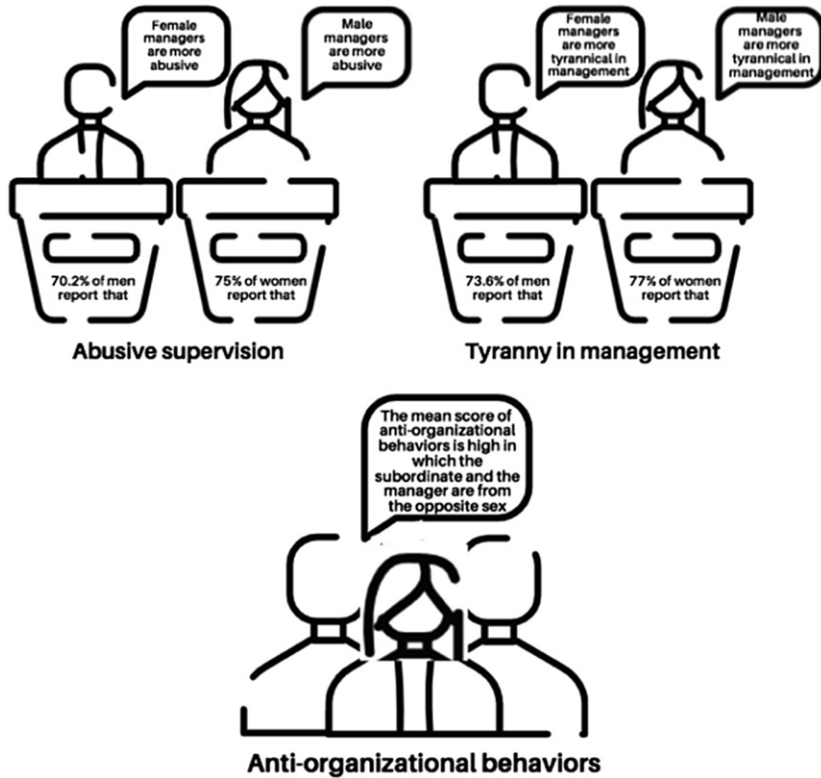 Female
managers
are more
abusive
Male
managers
are more
abusive
Female
managers
are more
tyrannical in
management
Male
managers
are more
tyrannical in
management
70.2% of men
report that
75% of women
report that
73.6% of men
report that
77% of women
report that
Abusive supervision
Tyranny in management
The mean score of
anti-organizational
behaviors is high in
which the
subordinate and the
manager are from
the opposite sex
Anti-organizational behaviors